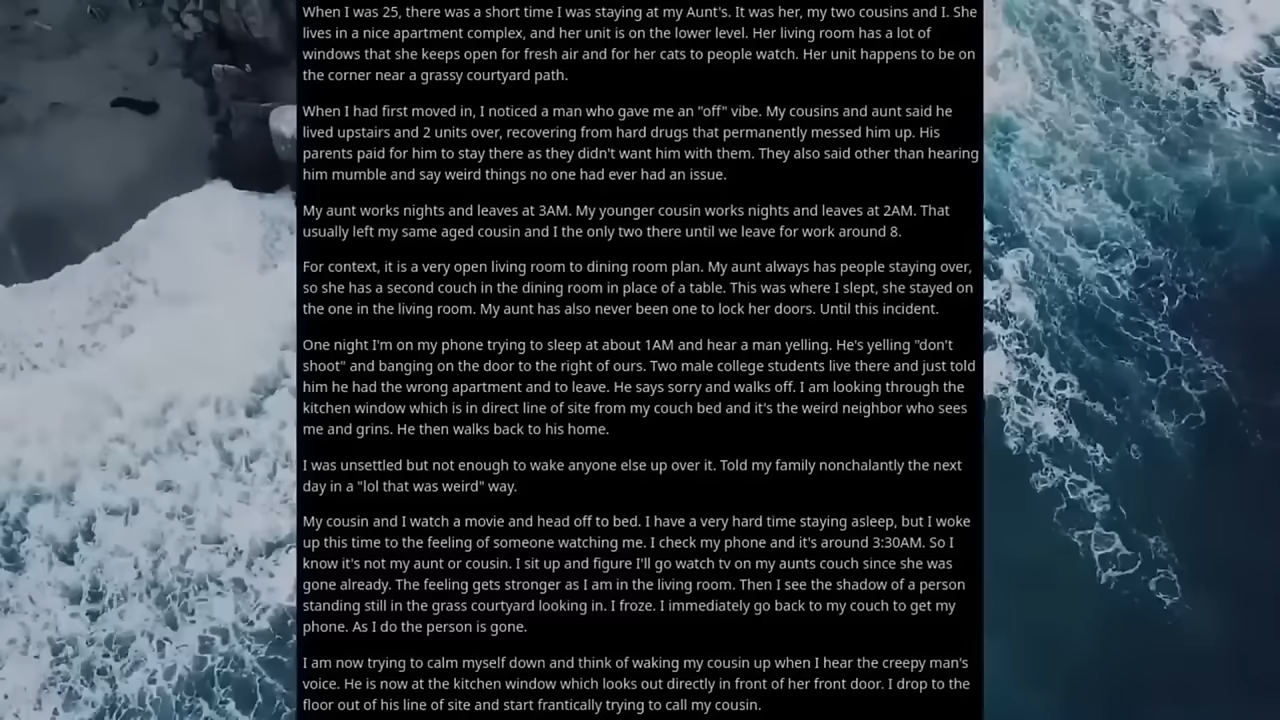 When I was 25, there was a short time I was staying at my Aunt's. It was her, my two cousins and I. She
lives in a nice apartment complex, and her unit is on the lower level. Her living room has a lot of
windows that she keeps open for fresh air and for her cats to people watch. Her unit happens to be on
the corner near a grassy courtyard path.
When I had first moved in, I noticed a man who gave me an "off" vibe. My cousins and aunt said he
lived upstairs and 2 units over, recovering from hard drugs that permanently messed him up. His
parents paid for him to stay there as they didn't want him with them. They also said other than hearing
him mumble and say weird things no one had ever had an issue.
My aunt works nights and leaves at 3AM. My younger cousin works nights and leaves at 2AM. That
usually left my same aged cousin and I the only two there until we leave for work around 8.
For context, it is a very open living room to dining room plan. My aunt always has people staying over,
so she has a second couch in the dining room in place of a table. This was where I slept, she stayed on
the one in the living room. My aunt has also never been one to lock her doors. Until this incident.
One night I'm on my phone trying to sleep at about 1AM and hear a man yelling. He's yelling "don't
shoot" and banging on the door to the right of ours. Two male college students live there and just told
him he had the wrong apartment and to leave. He says sorry and walks off. I am looking through the
kitchen window which is in direct line of site from my couch bed and it's the weird neighbor who sees
me and grins. He then walks back to his home.
I was unsettled but not enough to wake anyone else up over it. Told my family nonchalantly the next
day in a "lol that was weird" way.
My cousin and I watch a movie and head off to bed. I have a very hard time staying asleep, but I woke
up this time to the feeling of someone watching me. I check my phone and it's around 3:30AM. So I
know it's not my aunt or cousin. I sit up and figure I'll go watch tv on my aunts couch since she was
gone already. The feeling gets stronger as I am in the living room. Then I see the shadow of a person
standing still in the grass courtyard looking in. I froze. I immediately go back to my couch to get my
phone. As I do the person is gone.
I am now trying to calm myself down and think of waking my cousin up when I hear the creepy man's
voice. He is now at the kitchen window which looks out directly in front of her front door. I drop to the
floor out of his line of site and start frantically trying to call my cousin.